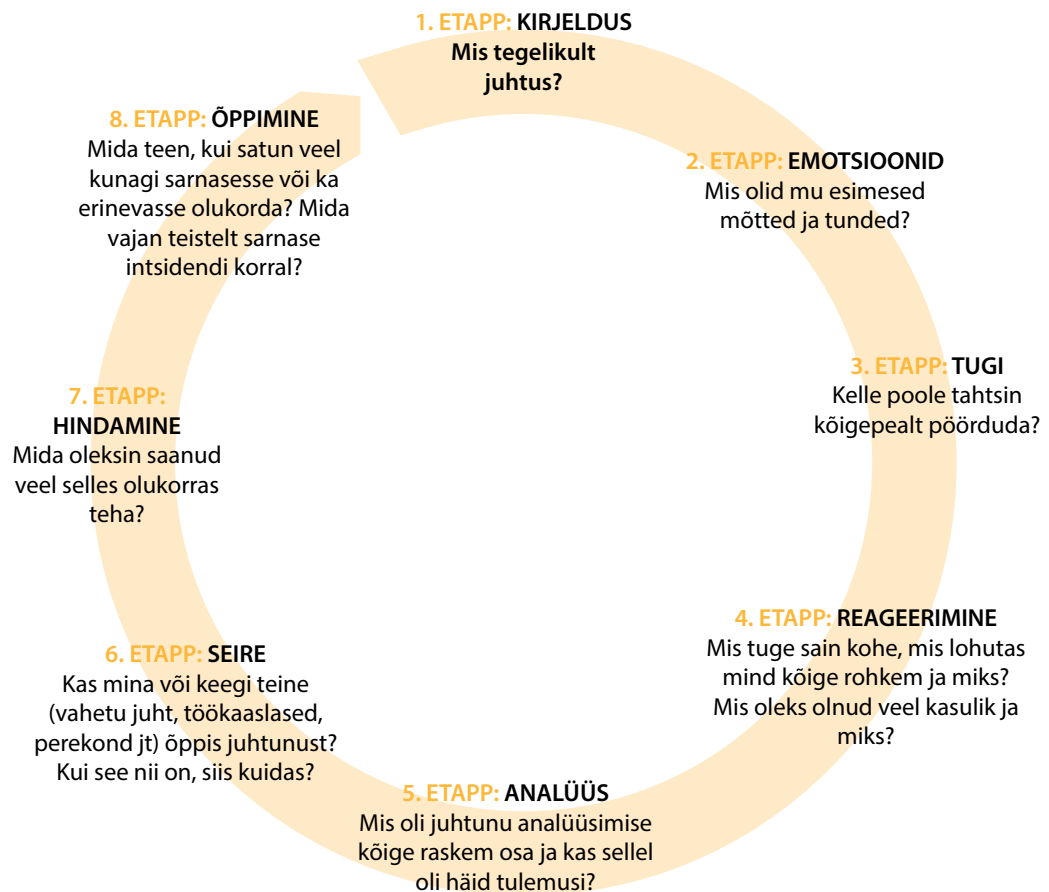 1. ETAPP: KIRJELDUS
Mis tegelikult
juhtus?
2. ETAPP: EMOTSIOONID
Mis olid mu esimesed
mõtted ja tunded?
3. ETAPP: TUGI
Kelle poole tahtsin
kõigepealt pöörduda?
4. ETAPP: REAGEERIMINE
Mis tuge sain kohe, mis lohutas
mind kõige rohkem ja miks?
Mis oleks olnud veel kasulik ja
miks?
5. ETAPP: ANALÜÜS
Mis oli juhtunu analüüsimise
kõige raskem osa ja kas sellel
oli häid tulemusi?
6. ETAPP: SEIRE
Kas mina või keegi teine
(vahetu juht, töökaaslased,
perekond jt) õppis juhtunust?
Kui see nii on, siis kuidas?
7. ETAPP:
HINDAMINE
Mida oleksin saanud
veel selles olukorras
teha?
8. ETAPP: ÕPPIMINE
Mida teen, kui satun veel
kunagi sarnasesse või ka
erinevasse olukorda? Mida
vajan teistelt sarnase
intsidendi korral?